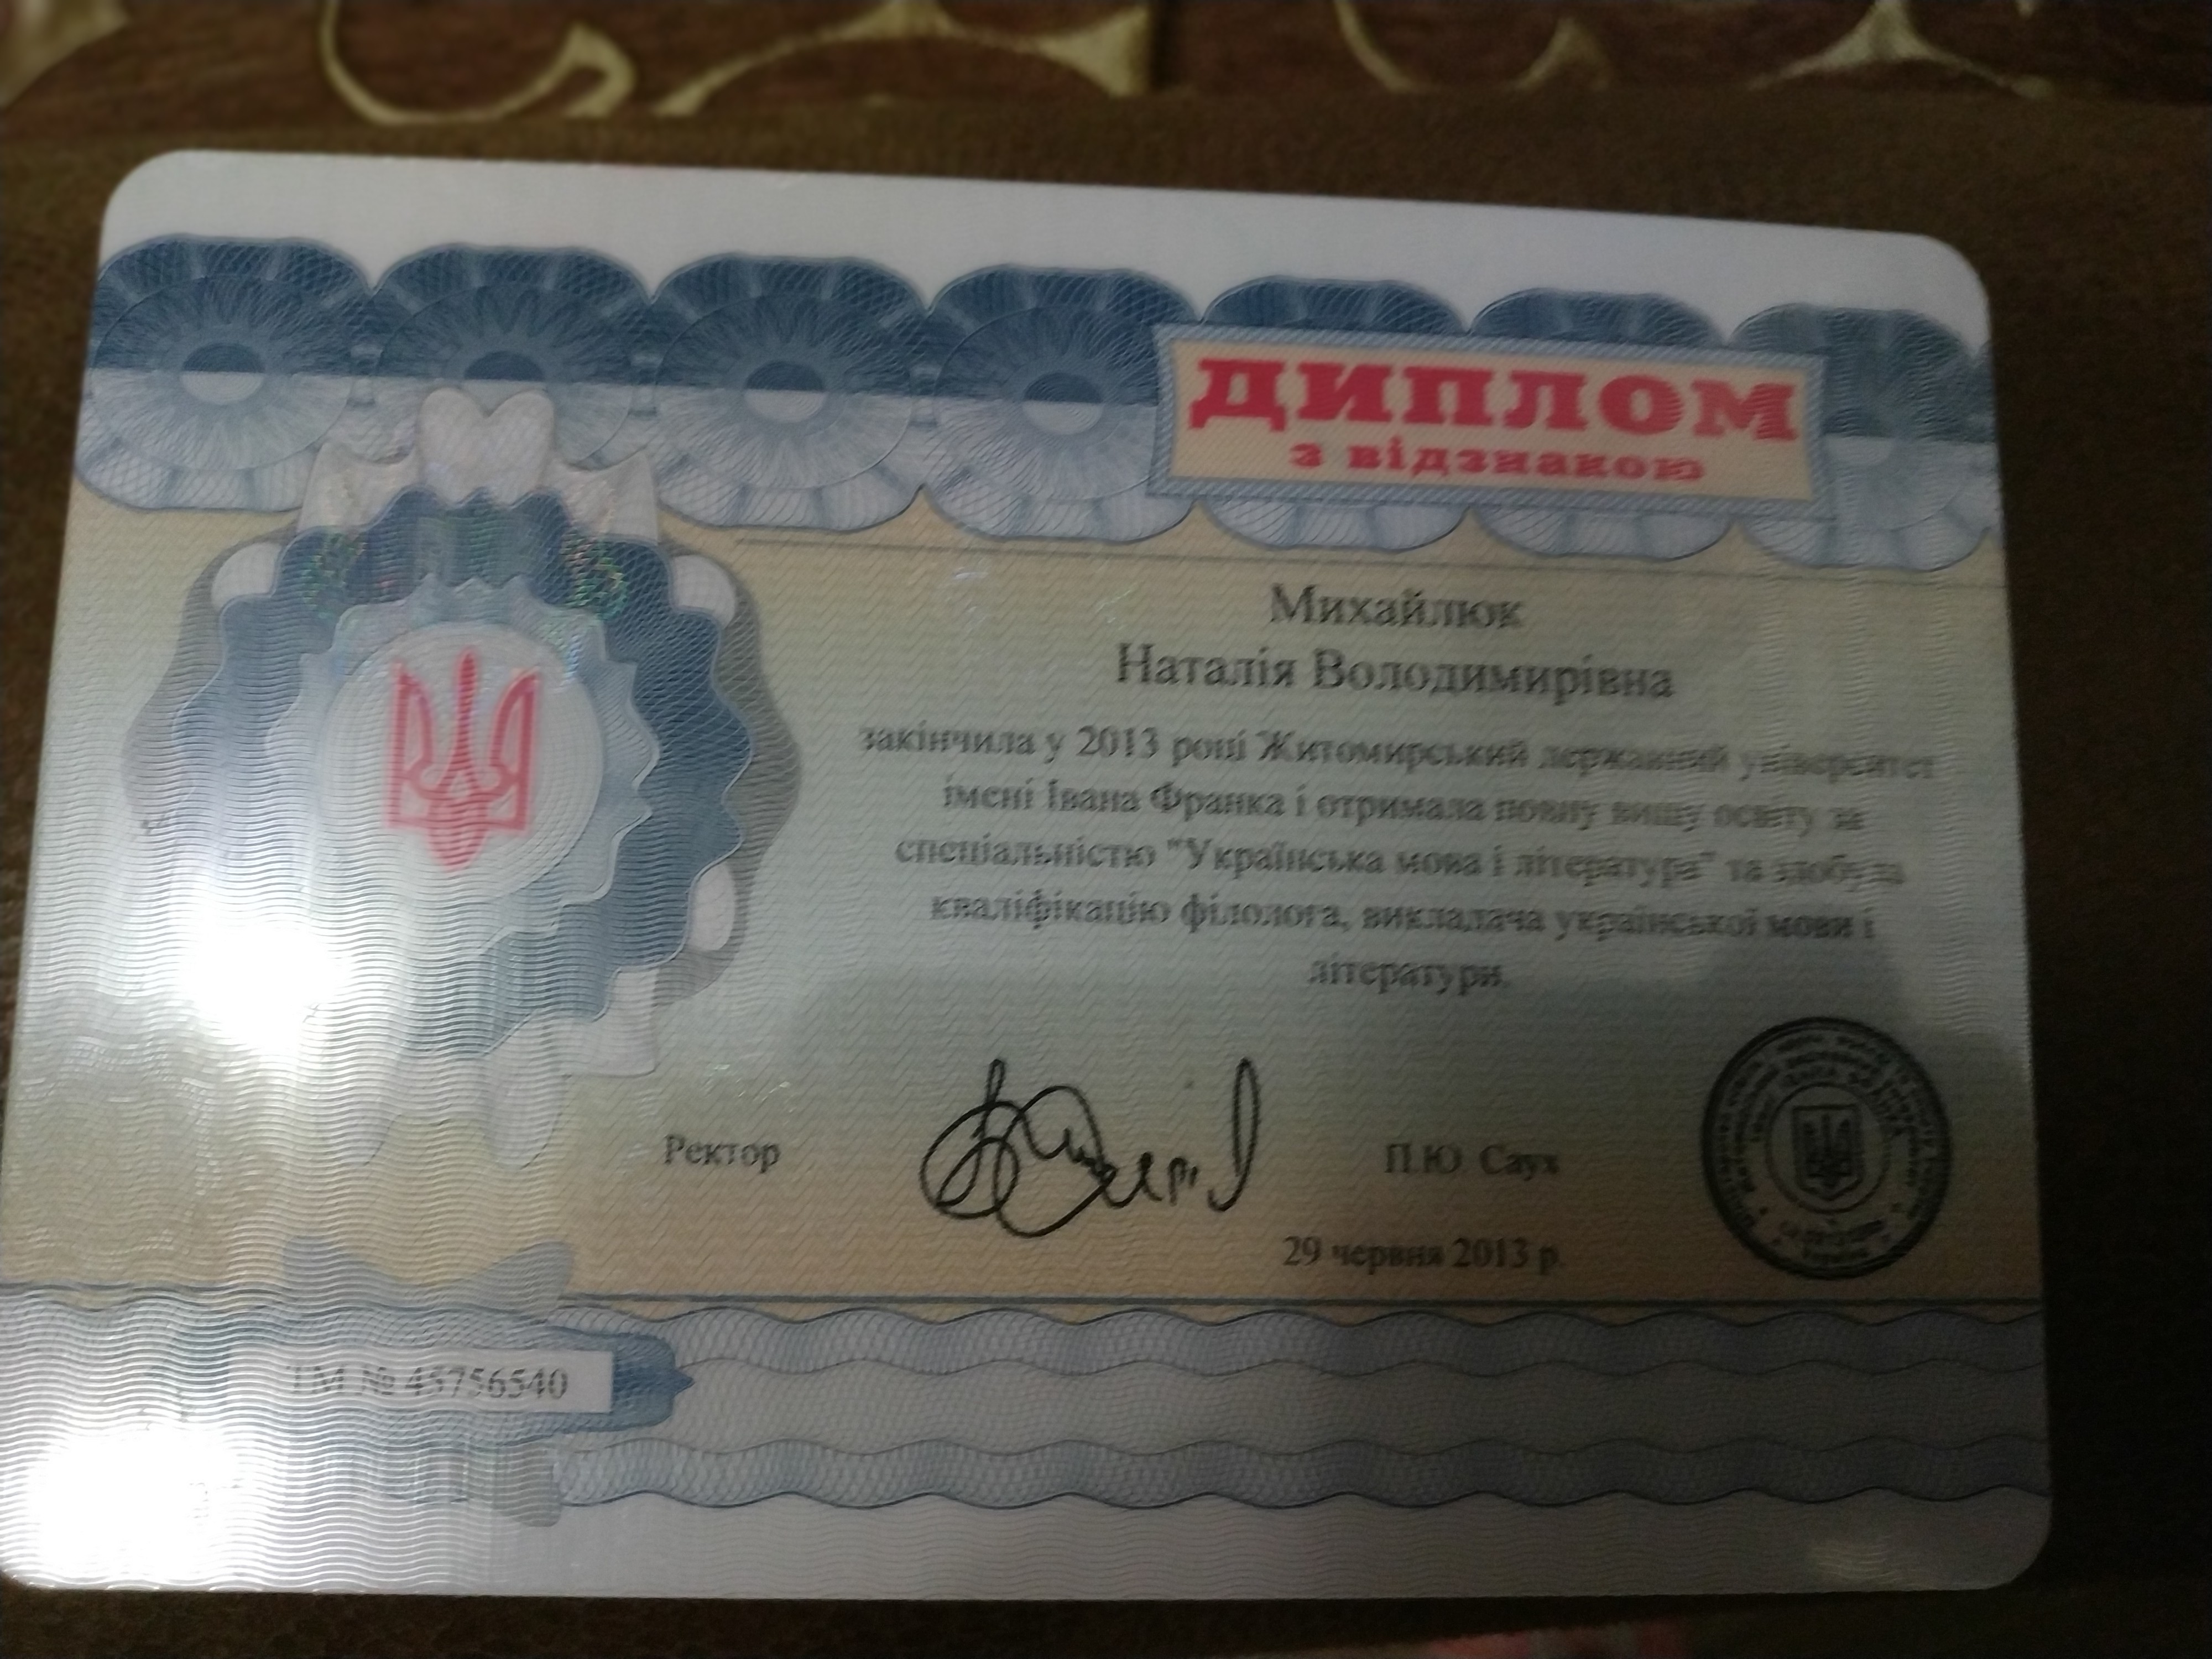 ДИПЛОМ
з відзнакою
Михайлюк
Наталія Володимирівна
закінчила у 2013 році Житомирський державний університет
імені Івана Франка і отримала повну вищу освіту за
спеціальністю "Українська мова і література" та здобула
кваліфікацію філолога, викладача української мови і
літератури.
Ректор
П.Ю. Саух
29 червня 2013 р.
ТМ № 45756540